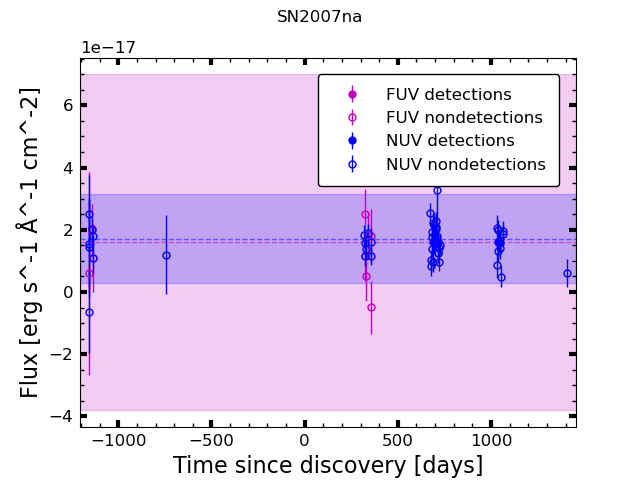 SN2007na
1e−17
FUV detections
FUV nondetections
NUV detections
NUV nondetections
6
4
2
0
−2
−4
Flux [erg s^-1 Å^-1 cm^-2]
−1000 −500 0 500 1000
Time since discovery [days]